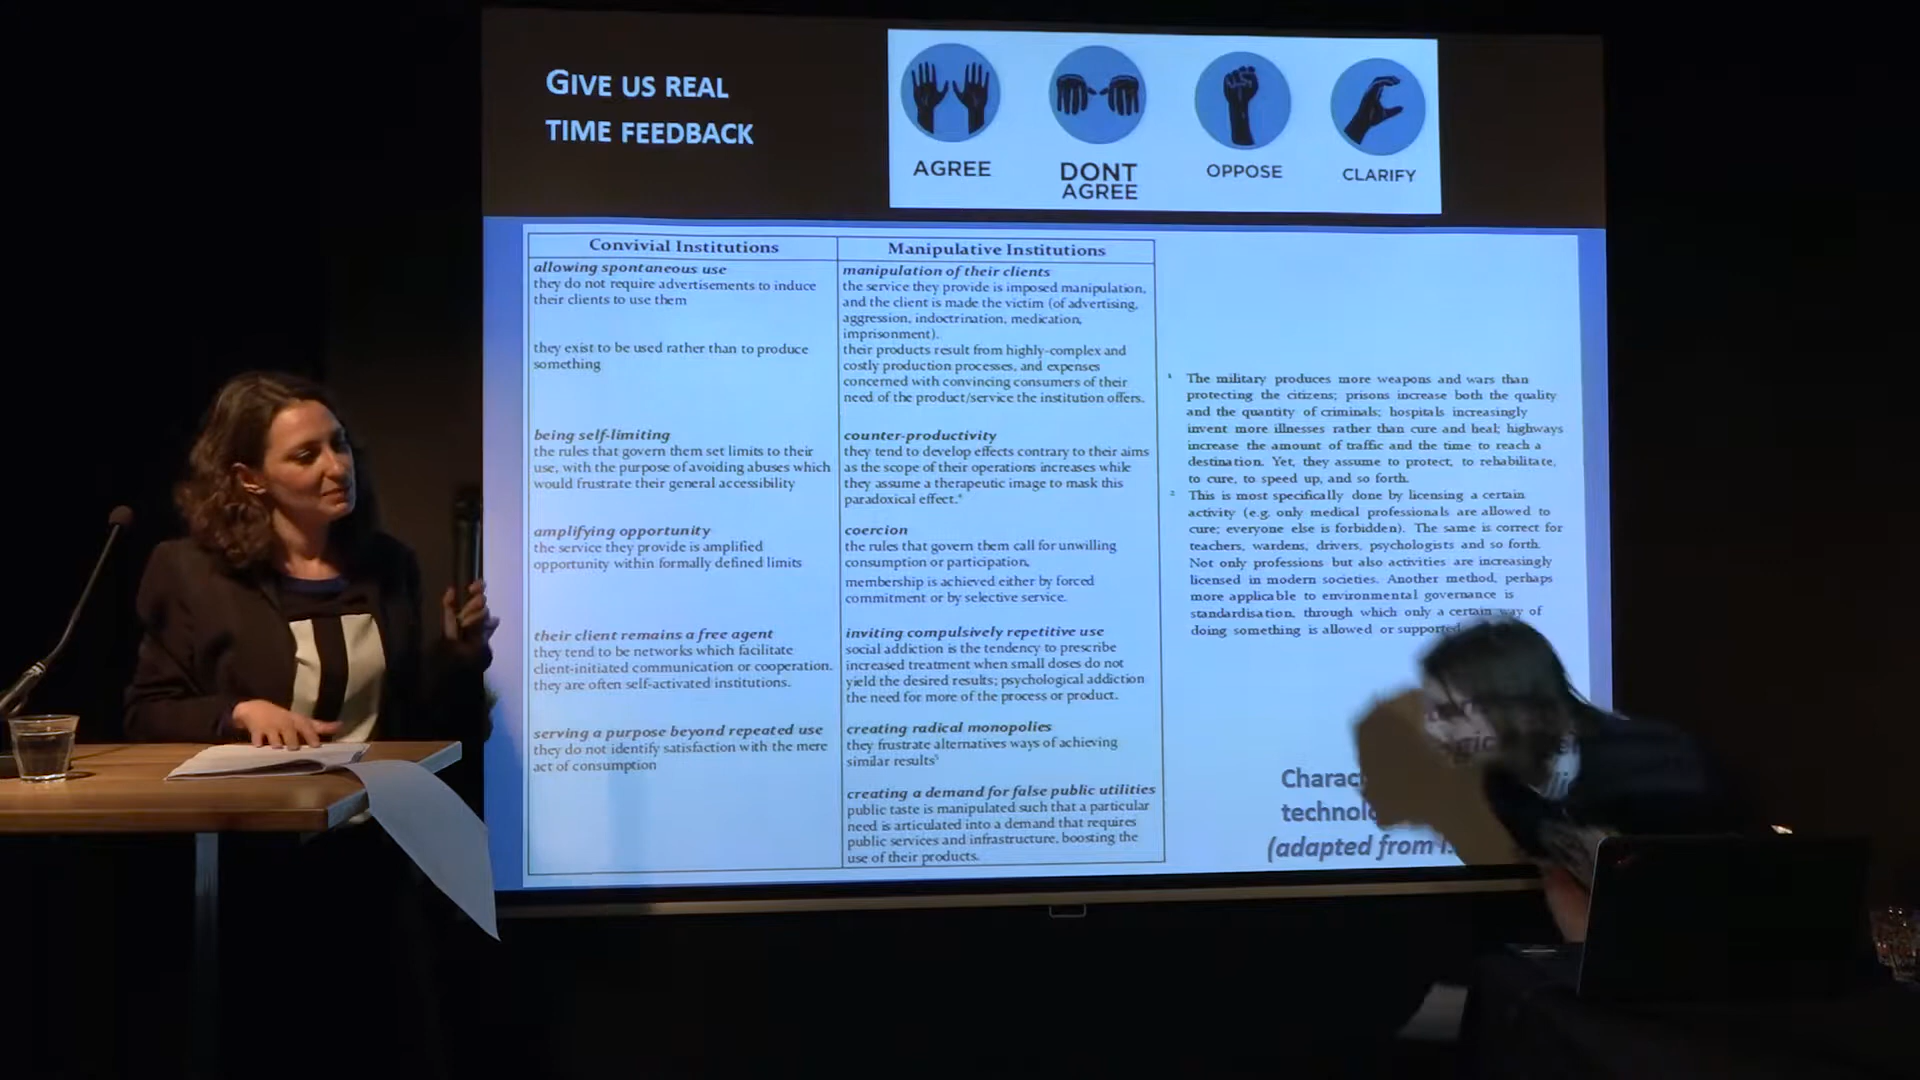 GIVE US REAL
TIME FEEDBACK
AGREE
DONT
AGREE
OPPOSE
CLARIFY
Convivial Institutions
allowing spontaneous use
they do not require advertisements to induce
their clients to use them
they exist to be used rather than to produce
something
being self-limiting
the rules that govern them set limits to their
use, with the purpose of avoiding abuses which
would frustrate their general accessibility
amplifying opportunity
the service they provide is amplified
opportunity within formally defined limits
their client remains a free agent
they tend to be networks which facilitate
client-initiated communication or cooperation.
they are often self-activated institutions.
serving a purpose beyond repeated use
they do not identify satisfaction with the mere
act of consumption
Manipulative Institutions
manipulation of their clients
the service they provide is imposed manipulation,
and the client is made the victim (of advertising,
aggression, indoctrination, medication,
imprisonment).
their products result from highly-complex and
costly production processes, and expenses
concerned with convincing consumers of their
need of the product/service the institution offers.
counter-productivity
they tend to develop effects contrary to their aims
as the scope of their operations increases while
they assume a therapeutic image to mask this
paradoxical effect.
coercion
the rules that govern them call for unwilling
consumption or participation,
membership is achieved either by forced
commitment or by selective service.
inviting compulsively repetitive use
social addiction is the tendency to prescribe
increased treatment when small doses do not
yield the desired results; psychological addiction
the need for more of the process or product.
creating radical monopolies
they frustrate alternatives ways of achieving
similar results
creating a demand for false public utilities
public taste is manipulated such that a particular
need is articulated into a demand that requires
public services and infrastructure, boosting the
use of their products.
The military produces more weapons and wars than
protecting the citizens; prisons increase both the quality
and the quantity of criminals; hospitals increasingly
invent more illnesses rather than cure and heal; highways
increase the amount of traffic and the time to reach a
destination. Yet, they assume to protect, to rehabilitate,
to cure, to speed up, and so forth.
2 This is most specifically done by licensing a certain
activity (e.g. only medical professionals are allowed to
cure; everyone else is forbidden). The same is correct for
teachers, wardens, drivers, psychologists and so forth.
Not only professions but also activities are increasingly
licensed in modern societies. Another method, perhaps
more applicable to environmental governance is
standardisation, through which only a certain way of
doing something is allowed or supported
(adapted from